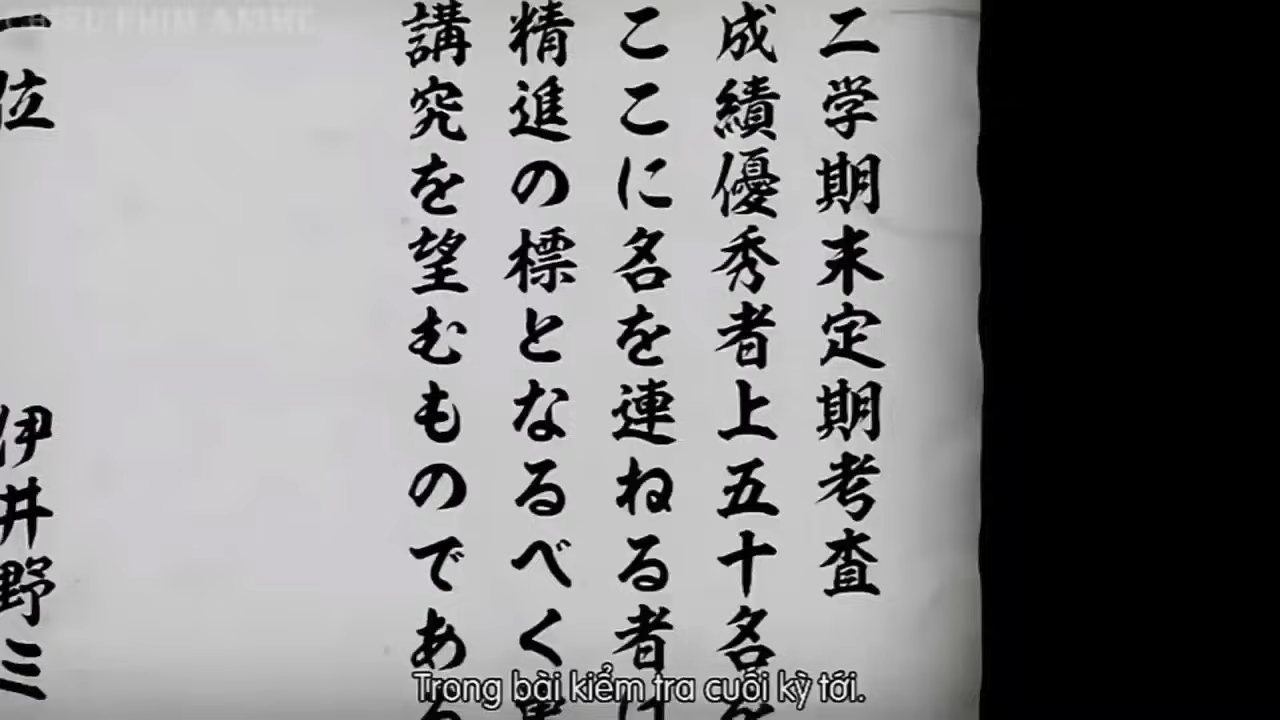 二学期末定期考査
成績優秀者上五十名を
ここに名を連ねる者は
精進の標となるべく
講究を望むものである
一位 伊井野ミ
Trong bài kiểm tra cuối kỳ tới.